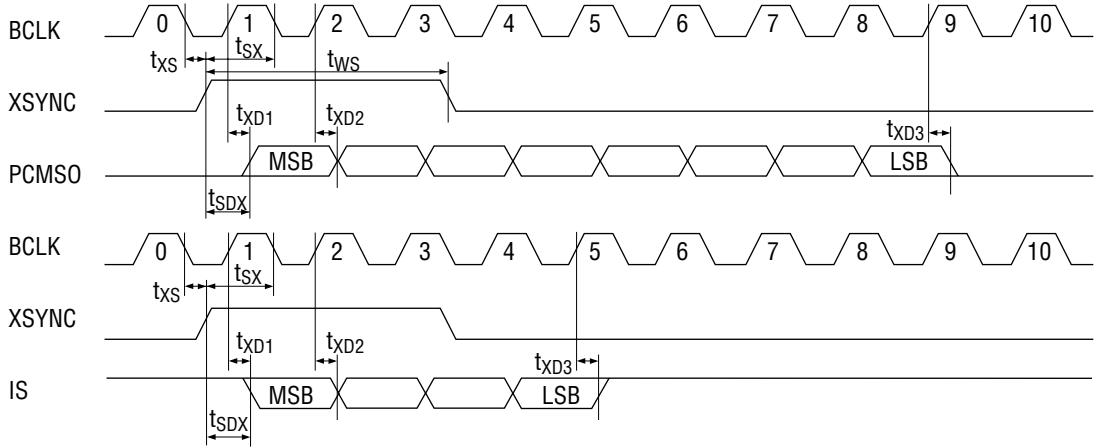 BCLK 0 1 2 3 4 5 6 7 8 9 10
tXS tSX
tWS
XSYNC
tXD1 tXD2 tXD3
PCMSO MSB LSB
tSDX
BCLK 0 1 2 3 4 5 6 7 8 9 10
tXS tSX
XSYNC
tXD1 tXD2 tXD3
IS MSB LSB
tSDX